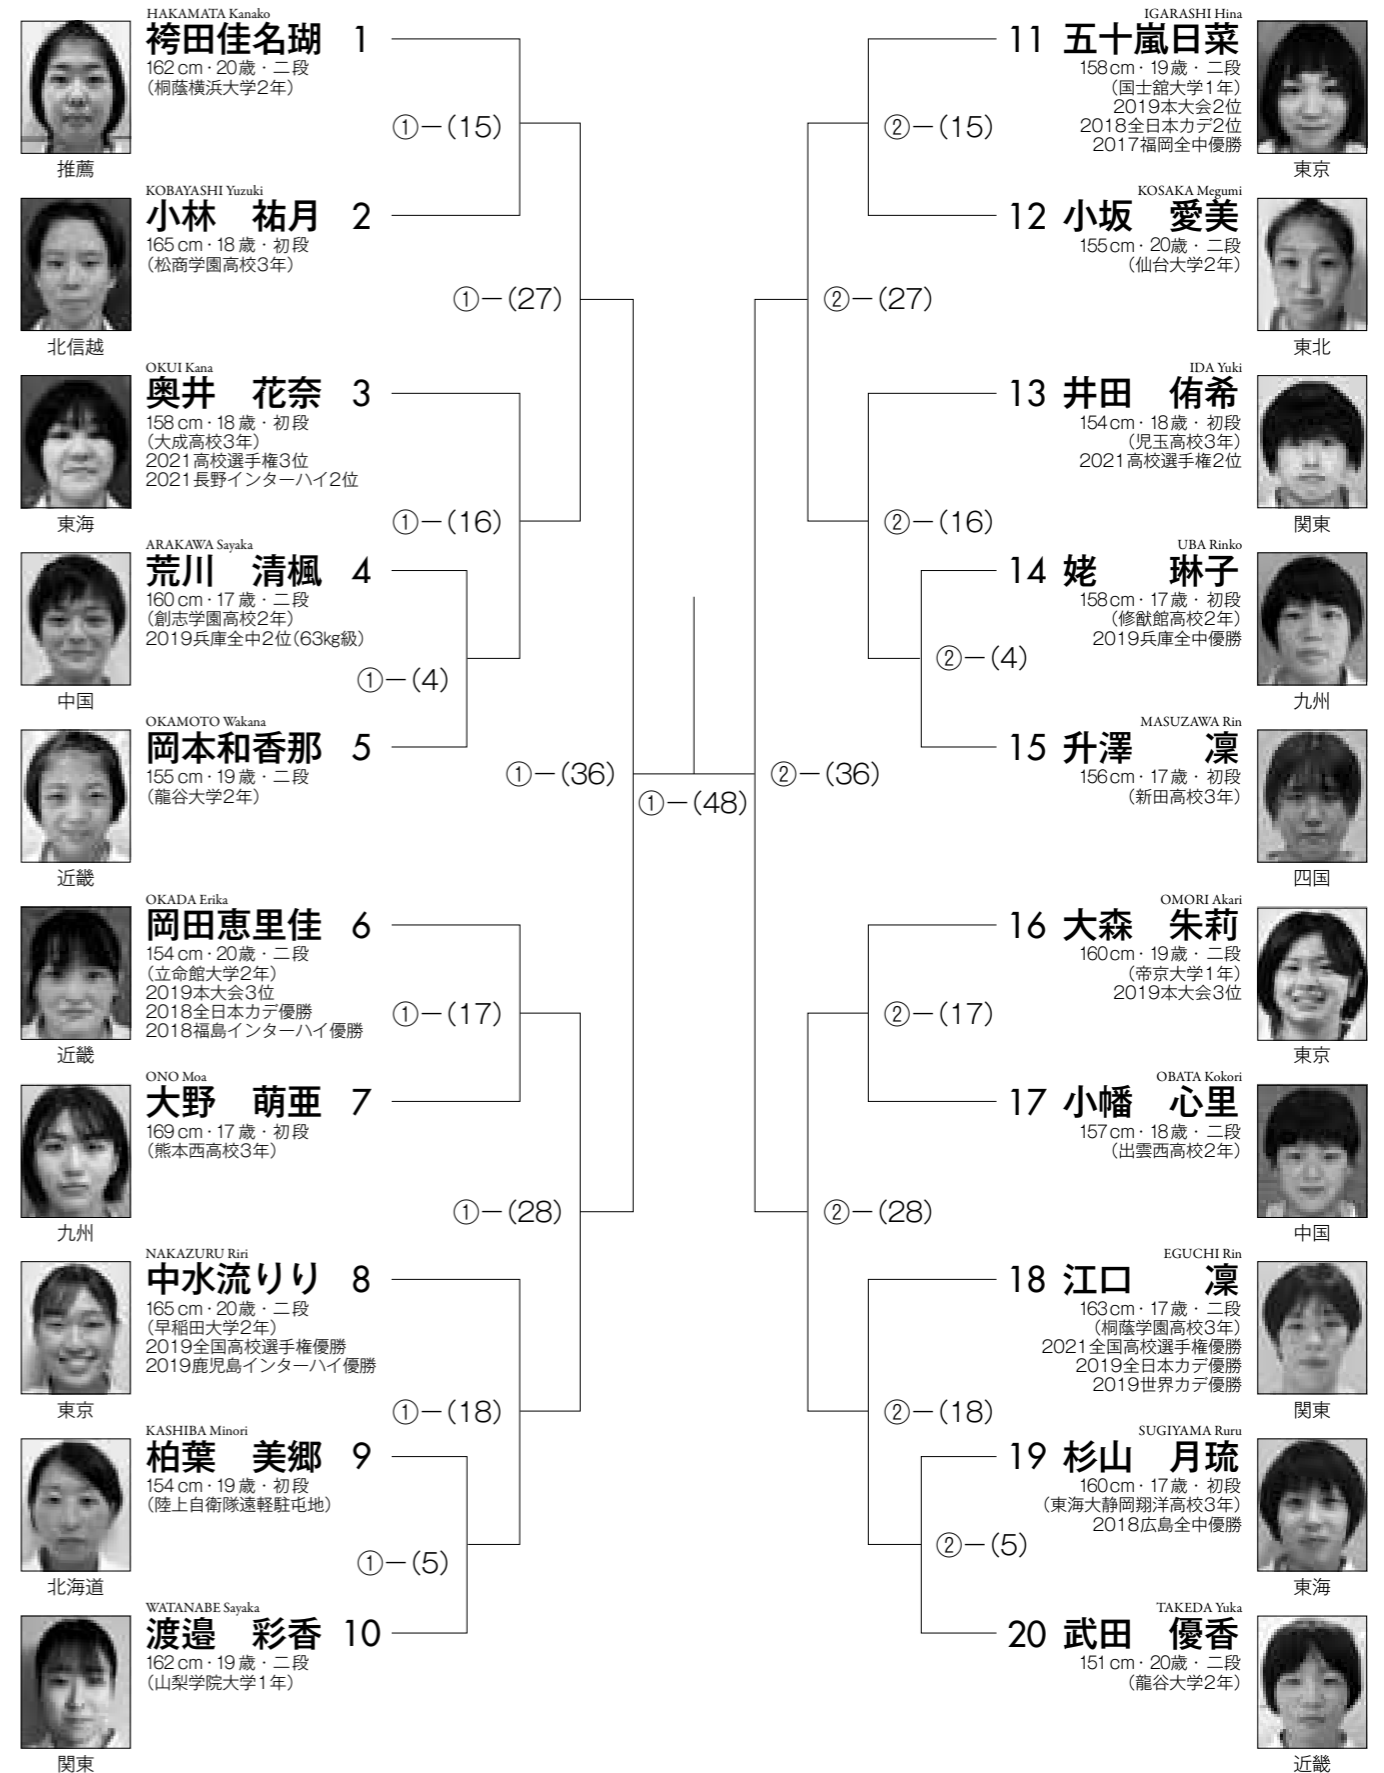 HAKAMATA Kanako
袴田佳名瑚 1
162cm・20歳・二段
（桐蔭横浜大学2年）
推薦
①－(15)
KOBAYASHI Yuzuki
小林　祐月 2
165cm・18歳・初段
（松商学園高校3年）
北信越
①－(27)
OKUI Kana
奥井　花奈 3
158cm・18歳・初段
（大成高校3年）
2021高校選手権3位
2021長野インターハイ2位
東海
①－(16)
ARAKAWA Sayaka
荒川　清楓 4
160cm・17歳・二段
（創志学園高校2年）
2019兵庫全中2位(63kg級)
中国
①－(4)
OKAMOTO Wakana
岡本和香那 5
155cm・19歳・二段
（龍谷大学2年）
近畿
①－(36)
①－(48)
OKADA Erika
岡田恵里佳 6
154cm・20歳・二段
（立命館大学2年）
2019本大会3位
2018全日本カデ優勝
2018福島インターハイ優勝
近畿
①－(17)
ONO Moa
大野　萌亜 7
169cm・17歳・初段
（熊本西高校3年）
九州
①－(28)
NAKAZURU Riri
中水流りり 8
165cm・20歳・二段
（早稲田大学2年）
2019全国高校選手権優勝
2019鹿児島インターハイ優勝
東京
①－(18)
KASHIBA Minori
柏葉　美郷 9
154cm・19歳・初段
（陸上自衛隊遠軽駐屯地）
北海道
①－(5)
WATANABE Sayaka
渡邉　彩香 10
162cm・19歳・二段
（山梨学院大学1年）
関東
IGARASHI Hina
11 五十嵐日菜
158cm・19歳・二段
（国士舘大学1年）
2019本大会2位
2018全日本カデ2位
2017福岡全中優勝
東京
②－(15)
KOSAKA Megumi
12 小坂　愛美
155cm・20歳・二段
（仙台大学2年）
東北
②－(27)
IDA Yuki
13 井田　侑希
154cm・18歳・初段
（児玉高校3年）
2021高校選手権2位
関東
②－(16)
UBA Rinko
14 姥　　琳子
158cm・17歳・初段
（修猷館高校2年）
2019兵庫全中優勝
九州
②－(4)
MASUZAWA Rin
15 升澤　　凜
156cm・17歳・初段
（新田高校3年）
四国
②－(36)
OMORI Akari
16 大森　朱莉
160cm・19歳・二段
（帝京大学1年）
2019本大会3位
東京
②－(17)
OBATA Kokori
17 小幡　心里
157cm・18歳・二段
（出雲西高校2年）
中国
②－(28)
EGUCHI Rin
18 江口　　凜
163cm・17歳・二段
（桐蔭学園高校3年）
2021全国高校選手権優勝
2019全日本カデ優勝
2019世界カデ優勝
関東
②－(18)
SUGIYAMA Ruru
19 杉山　月琉
160cm・17歳・初段
（東海大静岡翔洋高校3年）
2018広島全中優勝
東海
②－(5)
TAKEDA Yuka
20 武田　優香
151cm・20歳・二段
（龍谷大学2年）
近畿